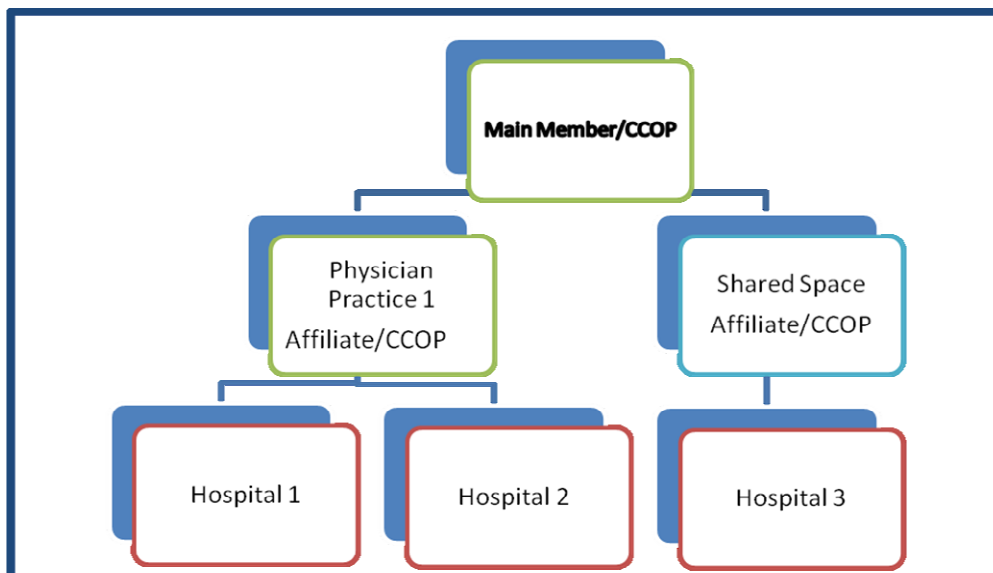 Main Member/CCOP
Physician
Practice 1
Affiliate/CCOP
Shared Space
Affiliate/CCOP
Hospital 1
Hospital 2
Hospital 3